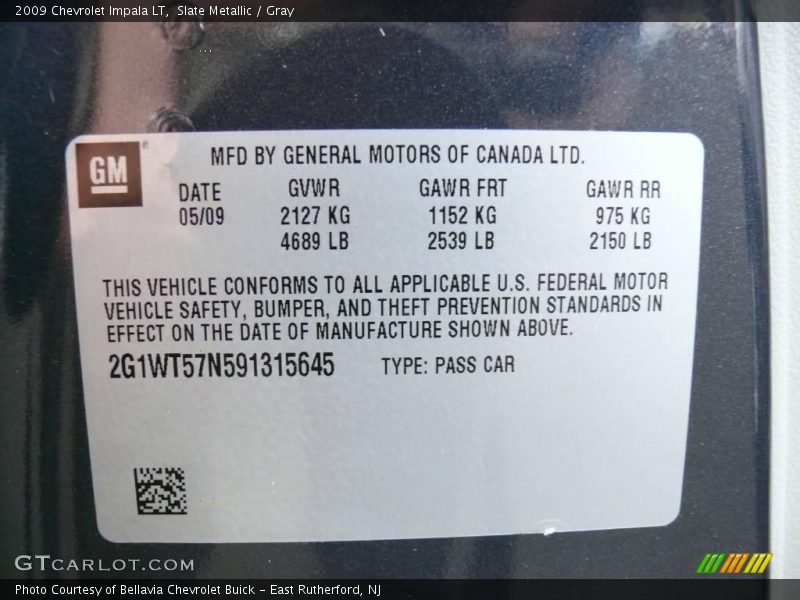 2009 Chevrolet Impala LT, Slate Metallic / Gray
GM
MFD BY GENERAL MOTORS OF CANADA LTD.
DATE GVWR GAWR FRT GAWR RR
05/09 2127 KG 1152 KG 975 KG
4689 LB 2539 LB 2150 LB
THIS VEHICLE CONFORMS TO ALL APPLICABLE U.S. FEDERAL MOTOR
VEHICLE SAFETY, BUMPER, AND THEFT PREVENTION STANDARDS IN
EFFECT ON THE DATE OF MANUFACTURE SHOWN ABOVE.
2G1WT57N591315645 TYPE: PASS CAR
GTCARLOT.COM
Photo Courtesy of Bellavia Chevrolet Buick - East Rutherford, NJ